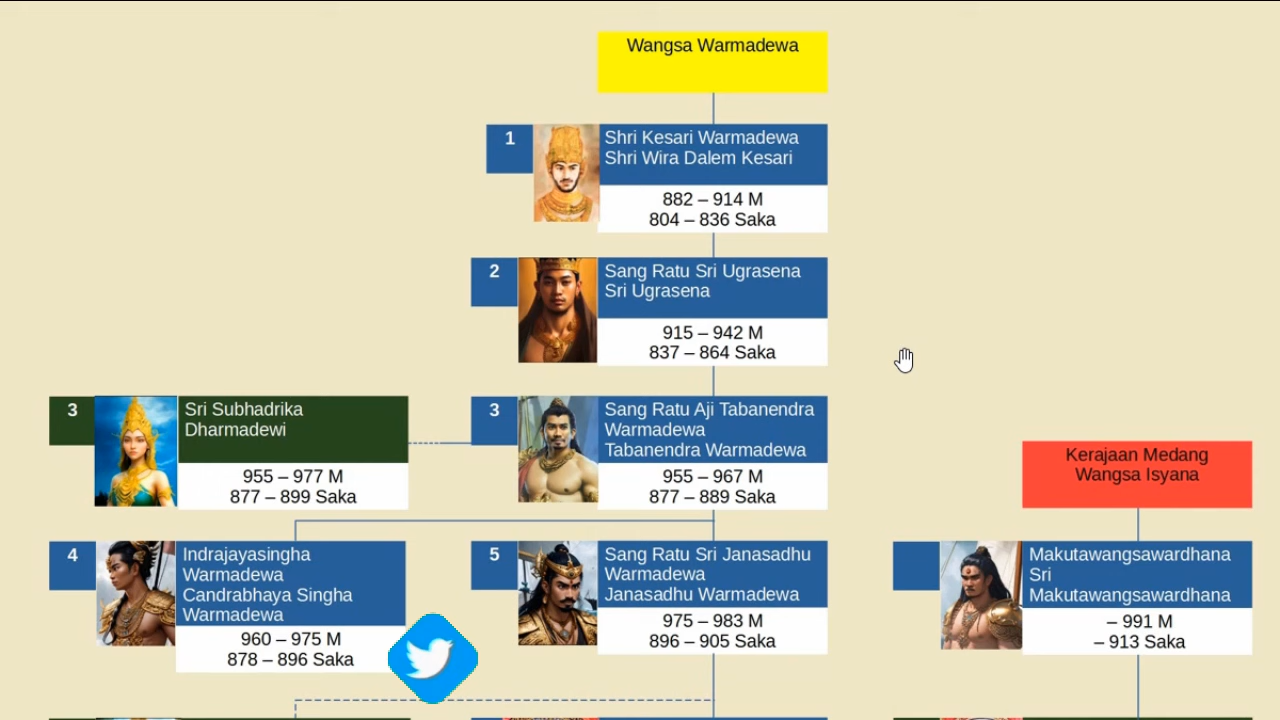 Wangsa Warmadewa
1
Shri Kesari Warmadewa
Shri Wira Dalem Kesari
882 – 914 M
804 – 836 Saka
2
Sang Ratu Sri Ugrasena
Sri Ugrasena
915 – 942 M
837 – 864 Saka
3
Sri Subhadrika
Dharmadewi
955 – 977 M
877 – 899 Saka
3
Sang Ratu Aji Tabanendra
Warmadewa
Tabanendra Warmadewa
955 – 967 M
877 – 889 Saka
Kerajaan Medang
Wangsa Isyana
4
Indrajayasingha
Warmadewa
Candrabhaya Singha
Warmadewa
960 – 975 M
878 – 896 Saka
5
Sang Ratu Sri Janasadhu
Warmadewa
Janasadhu Warmadewa
975 – 983 M
896 – 905 Saka
Makutawangsawardhana
Sri
Makutawangsawardhana
– 991 M
– 913 Saka